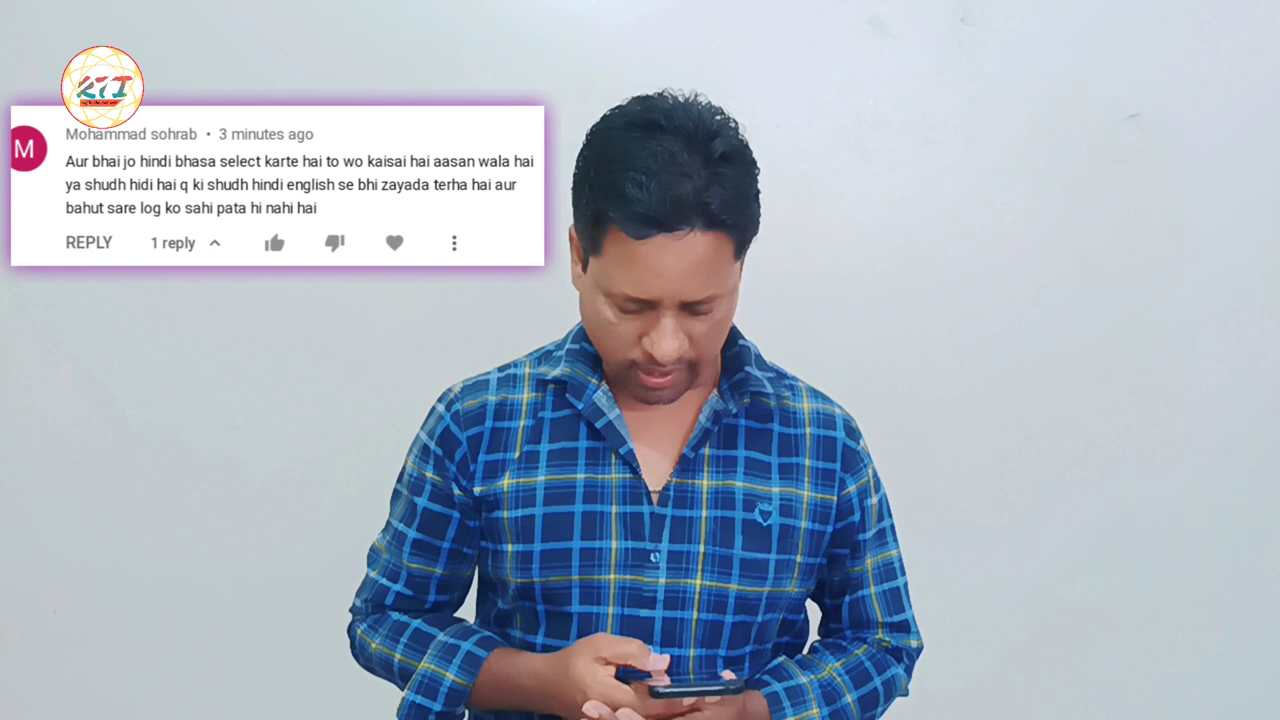 KTI
M
Mohammad sohrab • 3 minutes ago
Aur bhai jo hindi bhasa select karte hai to wo kaisai hai aasan wala hai
ya shudh hidi hai q ki shudh hindi english se bhi zayada terha hai aur
bahut sare log ko sahi pata hi nahi hai
REPLY 1 reply